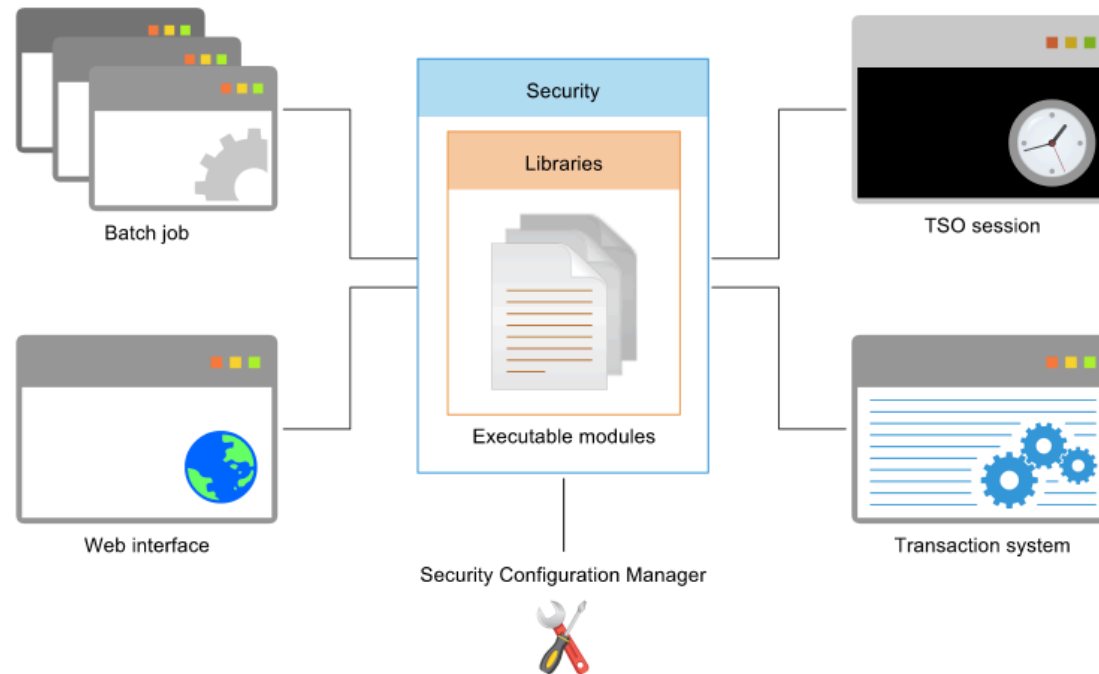 Security
Libraries
Batch job
TSO session
Executable modules
Web interface
Transaction system
Security Configuration Manager